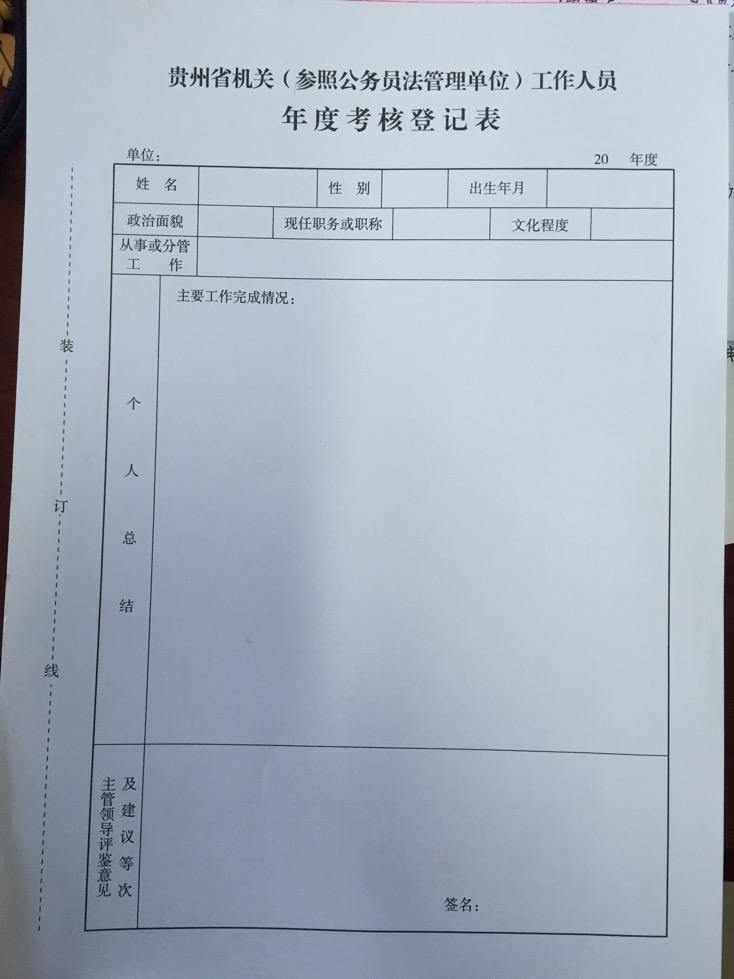 贵州省机关（参照公务员法管理单位）工作人员
年度考核登记表
单位：
20 年度
姓 名
性 别
出生年月
政治面貌
现任职务或职称
文化程度
从事或分管
工 作
主要工作完成情况：
个人总结
主管领导评鉴意见
及建议等次
签名：
装订线